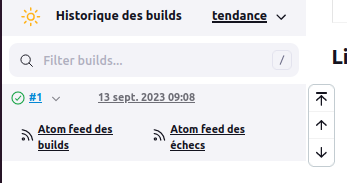 Historique des builds tendance
Filter builds... /
#1 13 sept. 2023 09:08
Atom feed des builds
Atom feed des échecs
Li